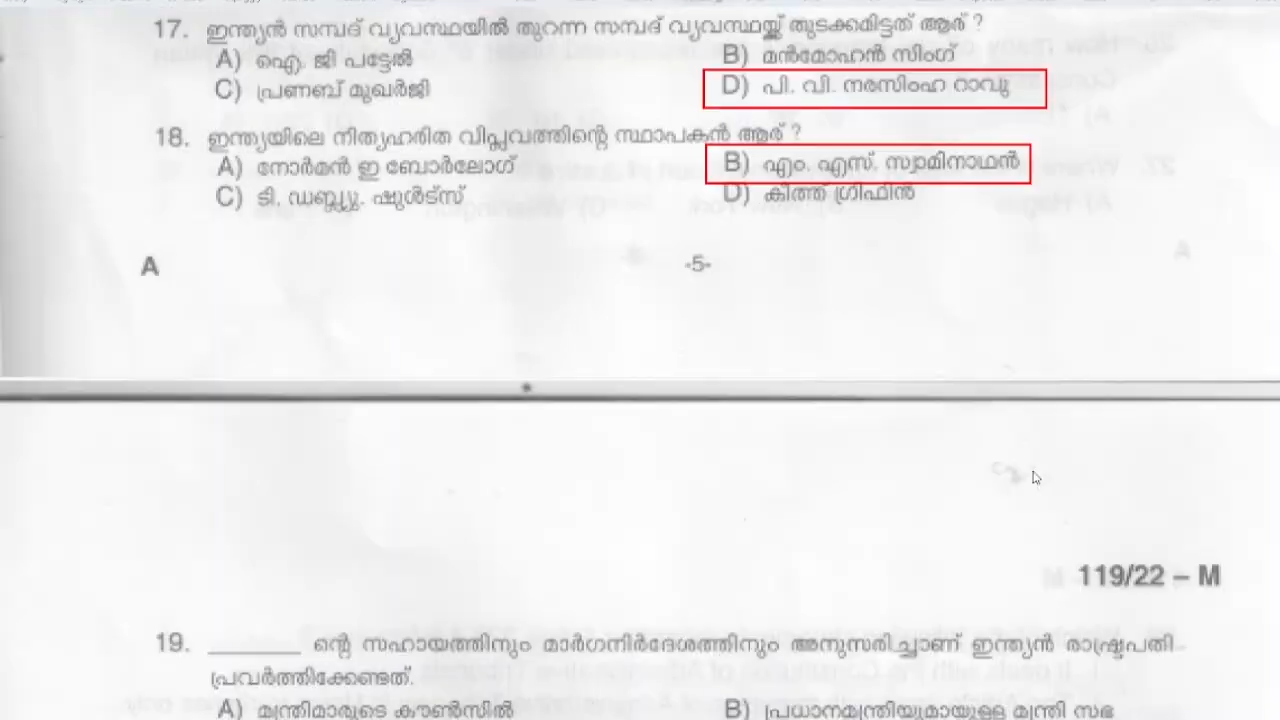 17. ഇന്ത്യൻ സമ്പദ് വ്യവസ്ഥയിൽ തുറന്ന സമ്പദ് വ്യവസ്ഥയ്ക്ക് തുടക്കമിട്ടത് ആര് ?
A) ഐ. ജി പട്ടേൽ B) മൻമോഹൻ സിംഗ്
C) പ്രണബ് മുഖർജി D) പി. വി. നരസിംഹ റാവു
18. ഇന്ത്യയിലെ നിത്യഹരിത വിപ്ലവത്തിന്റെ സ്ഥാപകൻ ആര് ?
A) നോർമൻ ഇ ബോർലോഗ് B) എം. എസ്. സ്വാമിനാഥൻ
C) ടി. ഡബ്ല്യൂ. ഷുൾട്സ് D) കീത്ത് ഗ്രിഫിൻ
A -5-
119/22 – M
19. ________ ന്റെ സഹായത്തിനും മാർഗനിർദേശത്തിനും അനുസരിച്ചാണ് ഇന്ത്യൻ രാഷ്ട്രപതി
പ്രവർത്തിക്കേണ്ടത്.
A) മന്ത്രിമാരുടെ കൗൺസിൽ B) പ്രധാനമന്ത്രിയുമായുള്ള മന്ത്രി സഭ